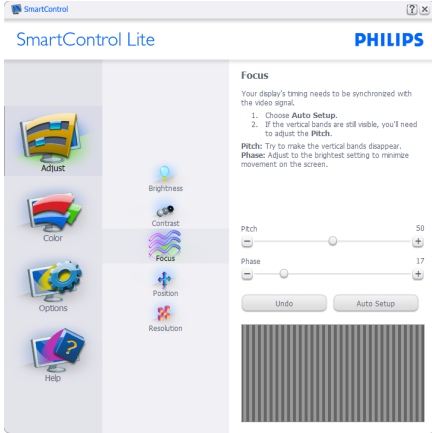 SmartControl
SmartControl Lite
PHILIPS
Adjust
Color
Options
Help
Brightness
Contrast
Focus
Position
Resolution
Focus
Your display's timing needs to be synchronized with
the video signal.
1. Choose Auto Setup.
2. If the vertical bands are still visible, you'll need
to adjust the Pitch.
Pitch: Try to make the vertical bands disappear.
Phase: Adjust to the brightest setting to minimize
movement on the screen.
Pitch 50
Phase 17
Undo Auto Setup